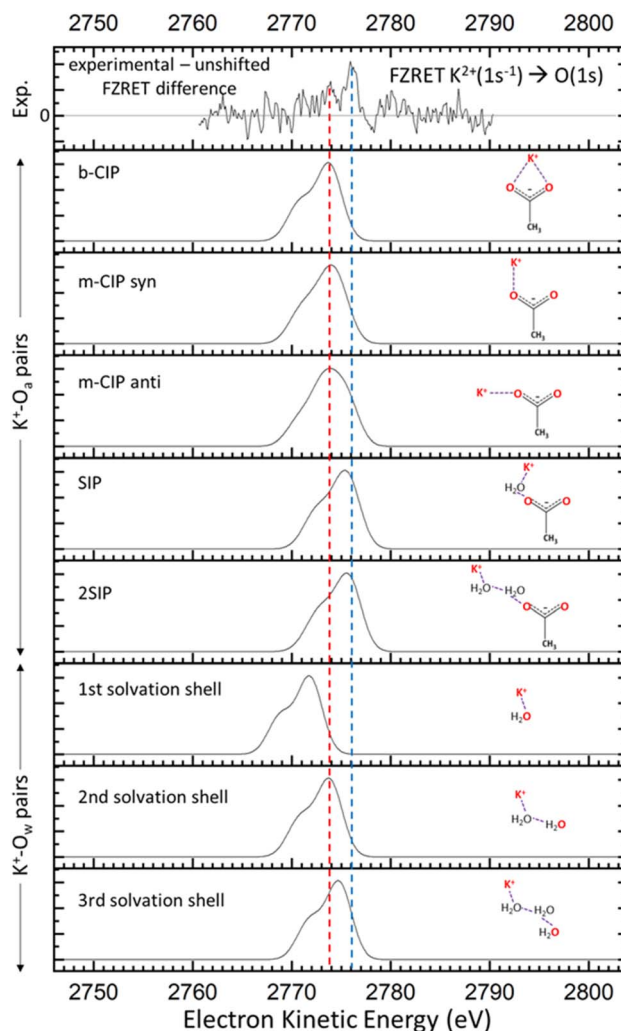 2750 2760 2770 2780 2790 2800
Exp.
experimental – unshifted
FZRET difference
FZRET K²⁺(1s⁻¹) → O(1s)
0
K⁺-Oₐ pairs
b-CIP
K⁺
O O
-
CH₃
m-CIP syn
K⁺
O O
-
CH₃
m-CIP anti
K⁺ O O
-
CH₃
SIP
K⁺
H₂O
O O
-
CH₃
2SIP
K⁺
H₂O H₂O
O O
-
CH₃
K⁺-O_w pairs
1st solvation shell
K⁺
H₂O
2nd solvation shell
K⁺
H₂O H₂O
3rd solvation shell
K⁺
H₂O H₂O
H₂O
2750 2760 2770 2780 2790 2800
Electron Kinetic Energy (eV)